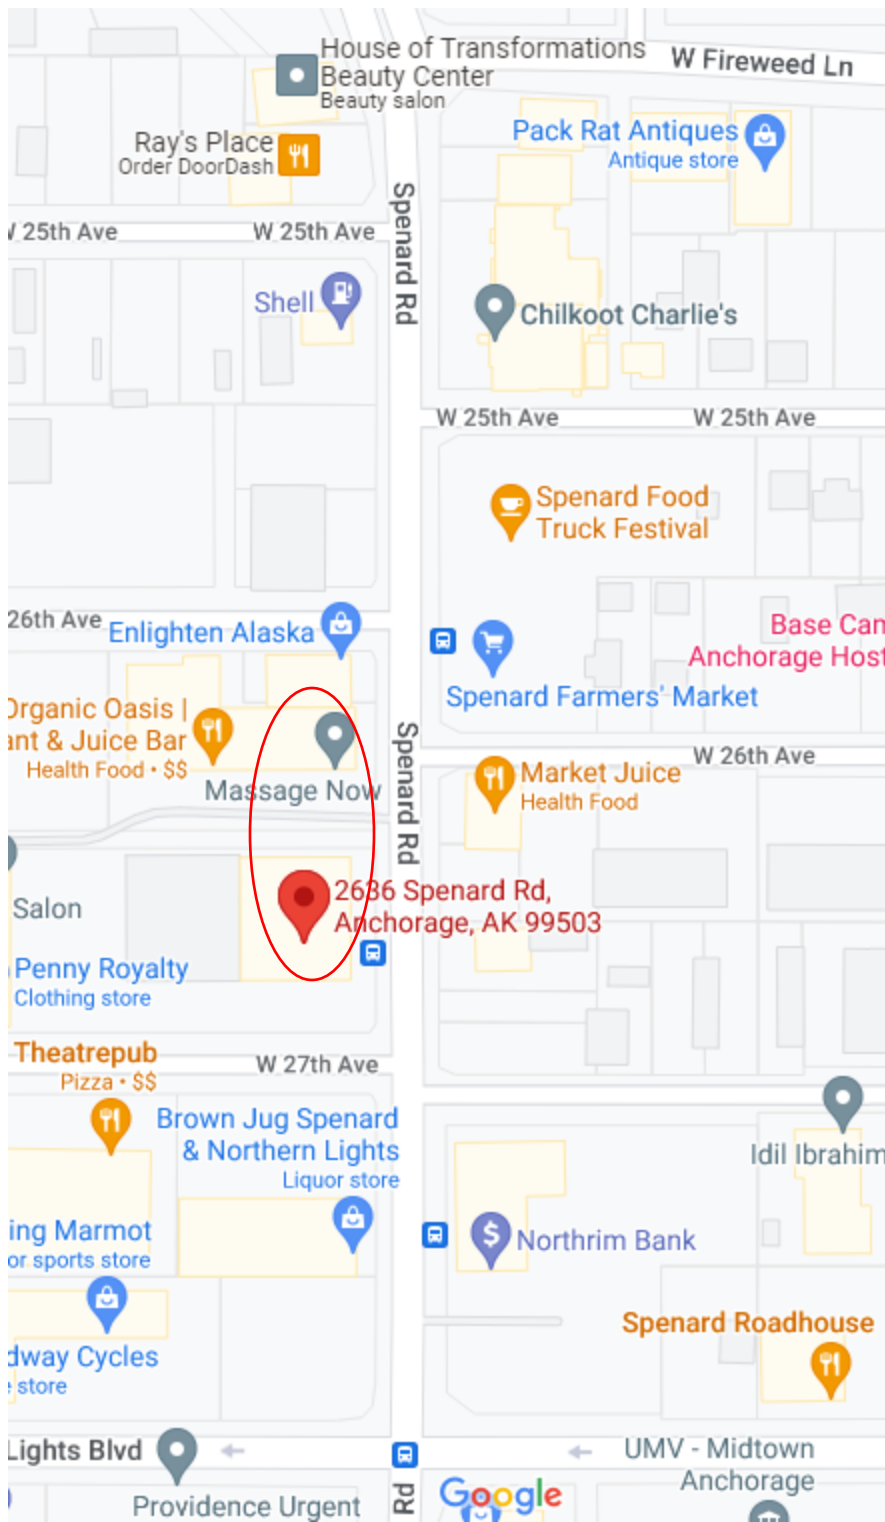 House of Transformations
Beauty Center
Beauty salon
W Fireweed Ln
Pack Rat Antiques
Antique store
Ray's Place
Order DoorDash
Spenard Rd
W 25th Ave
W 25th Ave
Shell
Chilkoot Charlie's
W 25th Ave
W 25th Ave
Spenard Food
Truck Festival
26th Ave
Enlighten Alaska
Base Cam
Anchorage Host
Spenard Farmers' Market
Organic Oasis |
ant & Juice Bar
Health Food • $$
Spenard Rd
W 26th Ave
Market Juice
Health Food
Massage Now
2636 Spenard Rd,
Anchorage, AK 99503
Salon
Penny Royalty
Clothing store
Theatrepub
Pizza • $$
W 27th Ave
Brown Jug Spenard
& Northern Lights
Liquor store
Idil Ibrahim
ing Marmot
or sports store
$
Northrim Bank
Spenard Roadhouse
dway Cycles
e store
Lights Blvd
UMV - Midtown
Anchorage
Providence Urgent
Rd
Google